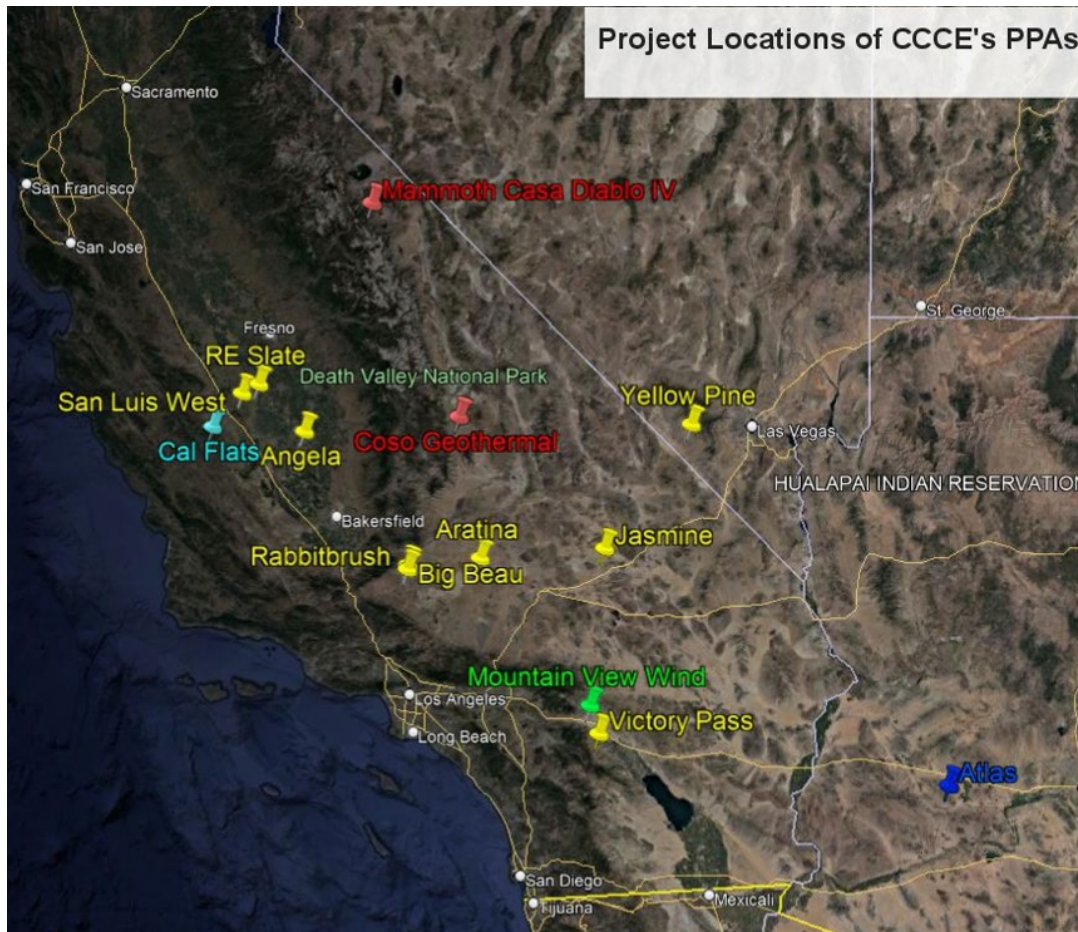 Project Locations of CCCE's PPAs
Sacramento
San Francisco
Mammoth Casa Diablo IV
San Jose
St. George
Fresno
RE Slate
Death Valley National Park
Yellow Pine
San Luis West
Las Vegas
Cal Flats
Angela
Coso Geothermal
HUALAPAI INDIAN RESERVATION
Bakersfield
Aratina
Jasmine
Rabbitbrush
Big Beau
Mountain View Wind
Los Angeles
Victory Pass
Long Beach
Atlas
San Diego
Mexicali
Tijuana